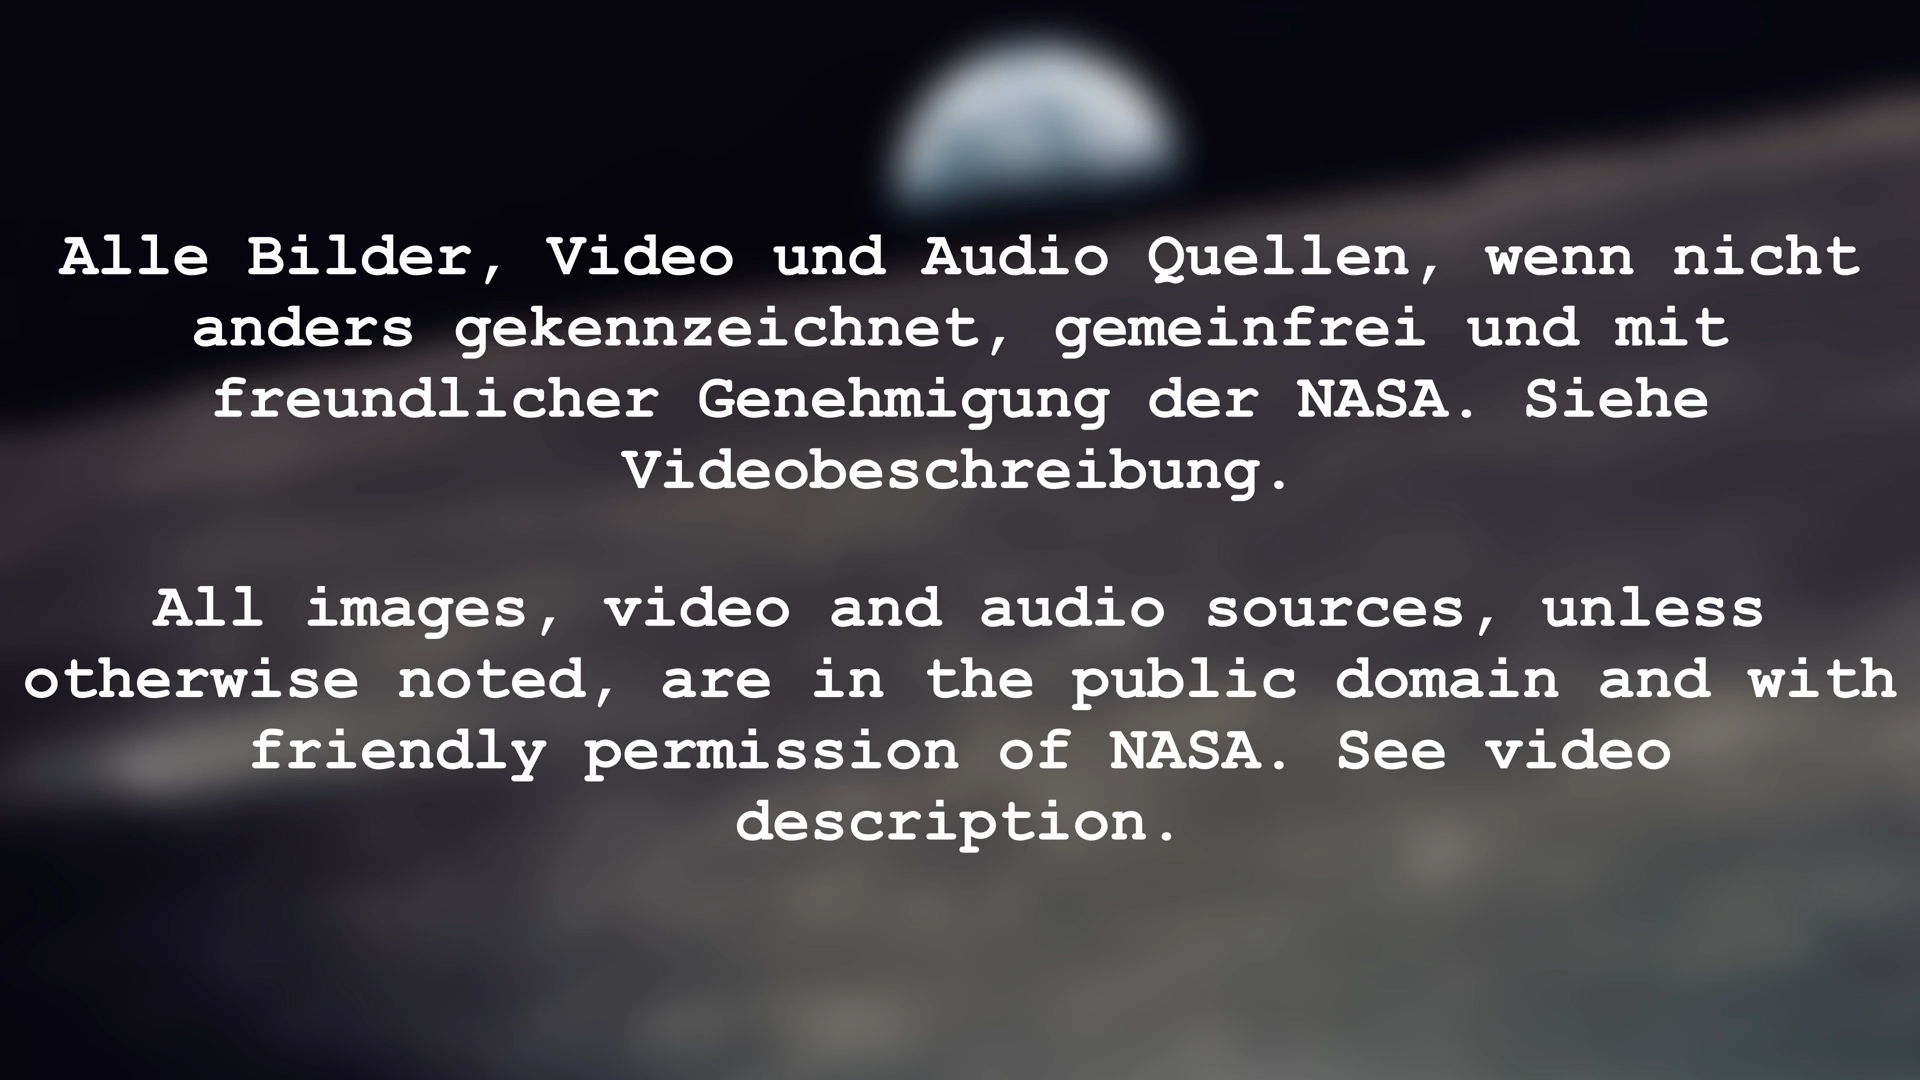 Alle Bilder, Video und Audio Quellen, wenn nicht
anders gekennzeichnet, gemeinfrei und mit
freundlicher Genehmigung der NASA. Siehe
Videobeschreibung.
All images, video and audio sources, unless
otherwise noted, are in the public domain and with
friendly permission of NASA. See video
description.